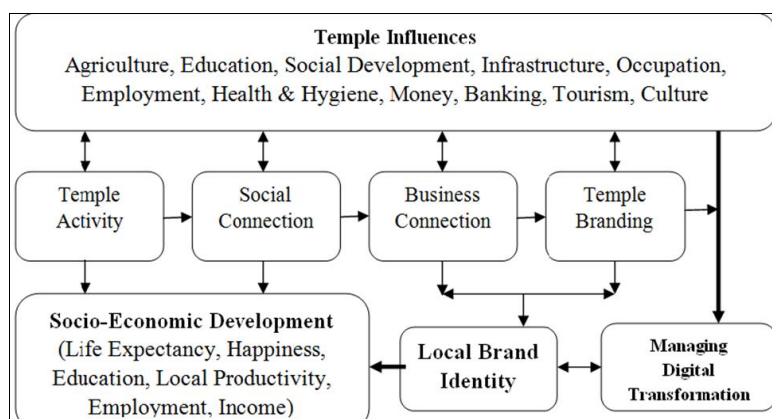 Temple Influences
Agriculture, Education, Social Development, Infrastructure, Occupation,
Employment, Health & Hygiene, Money, Banking, Tourism, Culture
Temple
Activity
Social
Connection
Business
Connection
Temple
Branding
Socio-Economic Development
(Life Expectancy, Happiness,
Education, Local Productivity,
Employment, Income)
Local Brand
Identity
Managing
Digital
Transformation